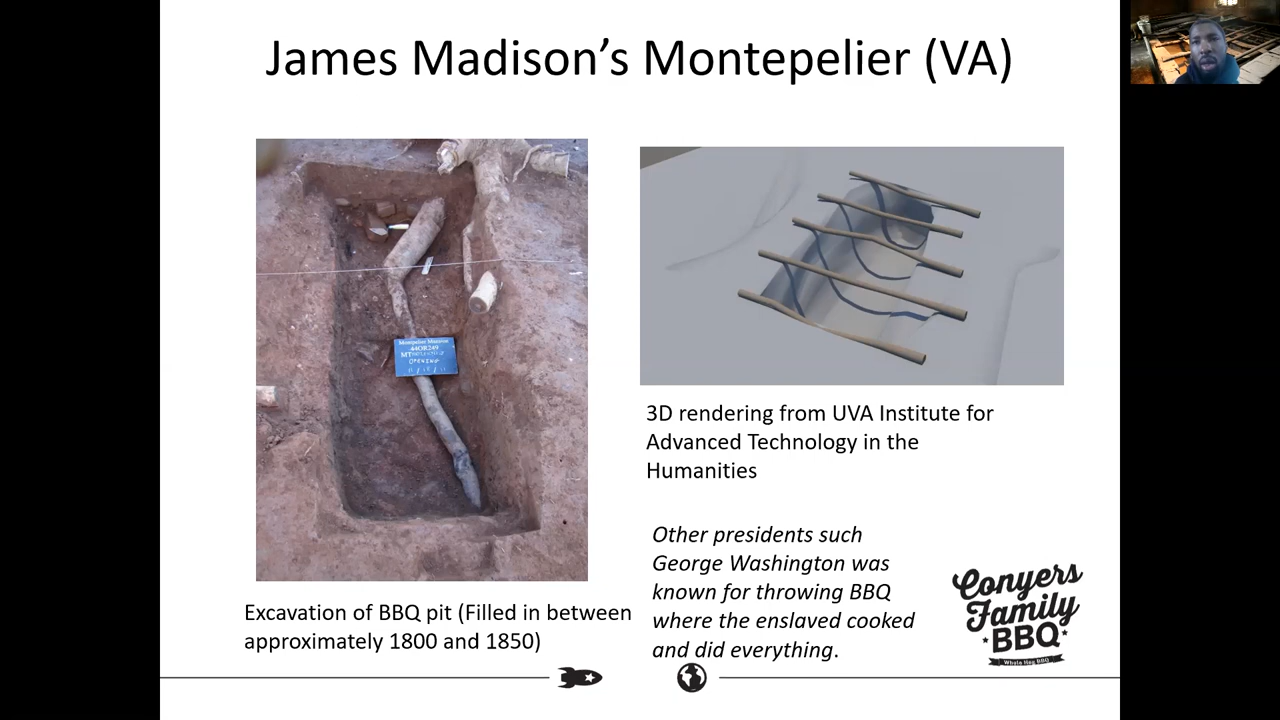 James Madison’s Montepelier (VA)
Montpelier Mansion
44OR249
OPENING
3D rendering from UVA Institute for
Advanced Technology in the
Humanities
Other presidents such
George Washington was
known for throwing BBQ
where the enslaved cooked
and did everything.
Excavation of BBQ pit (Filled in between
approximately 1800 and 1850)
Conyers
Family
BBQ
Whole Hog BBQ